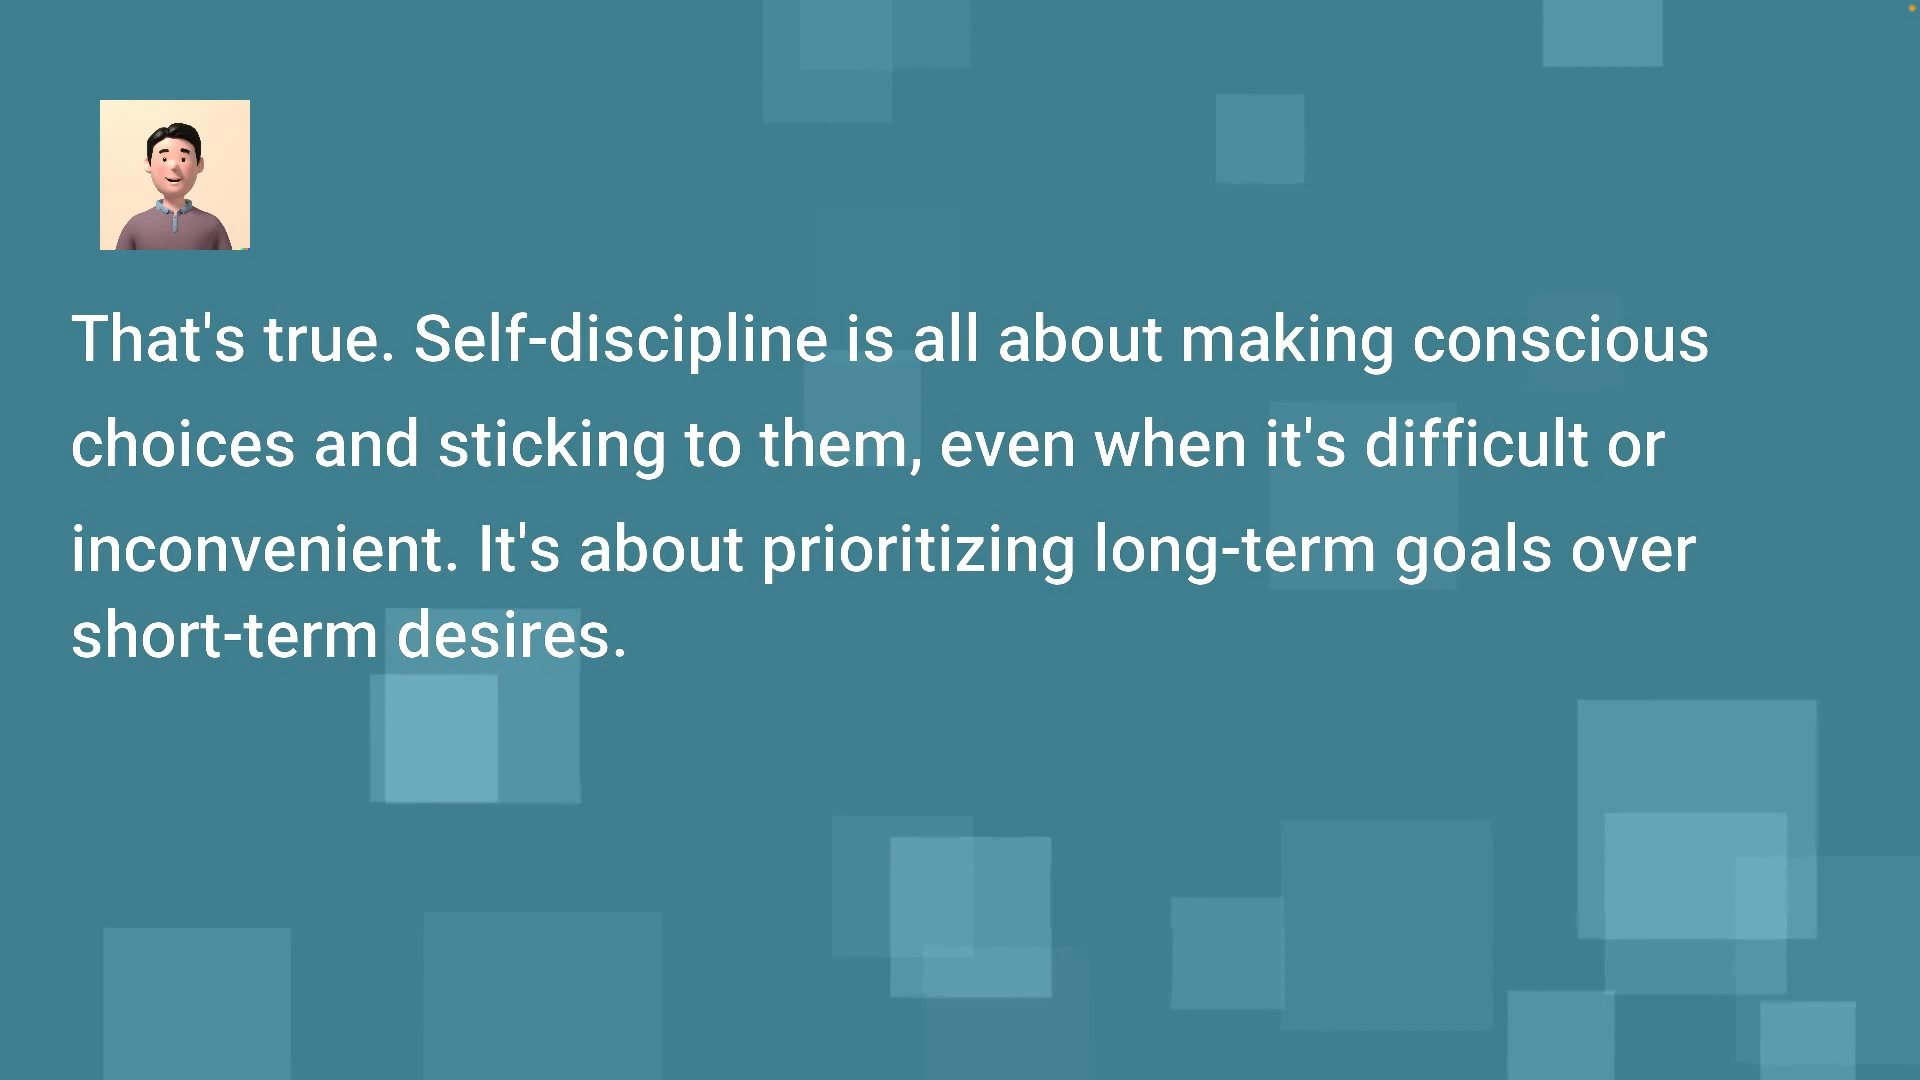 That's true. Self-discipline is all about making conscious
choices and sticking to them, even when it's difficult or
inconvenient. It's about prioritizing long-term goals over
short-term desires.